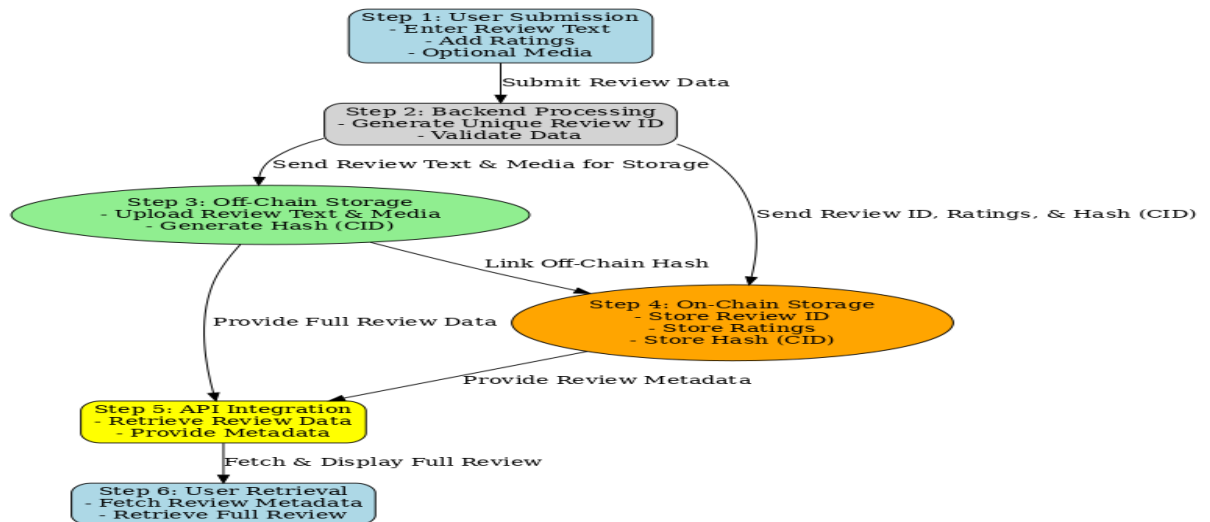 Step 1: User Submission
- Enter Review Text
- Add Ratings
- Optional Media
Submit Review Data
Step 2: Backend Processing
- Generate Unique Review ID
- Validate Data
Send Review Text & Media for Storage
Step 3: Off-Chain Storage
- Upload Review Text & Media
- Generate Hash (CID)
Send Review ID, Ratings, & Hash (CID)
Link Off-Chain Hash
Step 4: On-Chain Storage
- Store Review ID
- Store Ratings
- Store Hash (CID)
Provide Full Review Data
Provide Review Metadata
Step 5: API Integration
- Retrieve Review Data
- Provide Metadata
Fetch & Display Full Review
Step 6: User Retrieval
- Fetch Review Metadata
- Retrieve Full Review